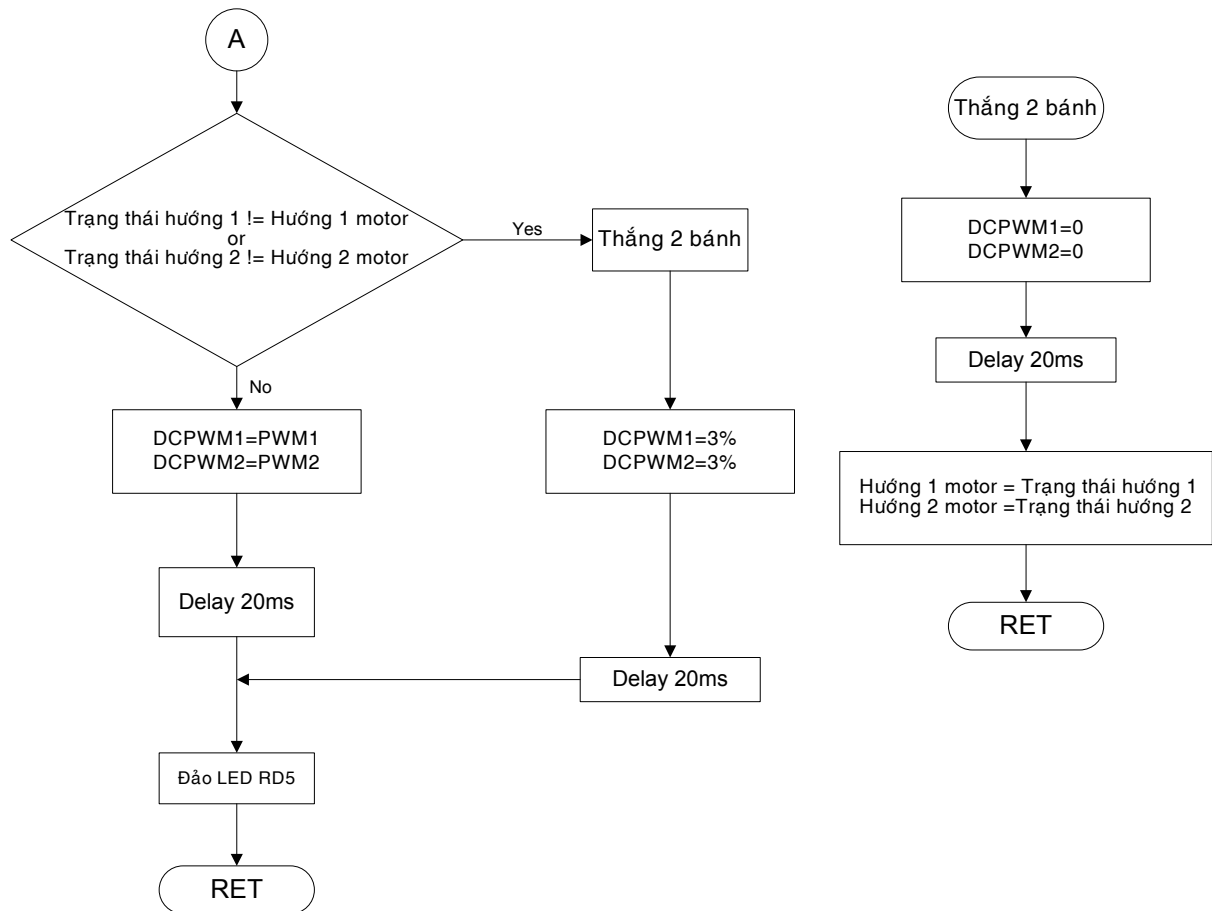 A
Trạng thái hướng 1 != Hướng 1 motor
or
Trạng thái hướng 2 != Hướng 2 motor
Yes
Thắng 2 bánh
No
DCPWM1=PWM1
DCPWM2=PWM2
DCPWM1=3%
DCPWM2=3%
Delay 20ms
Delay 20ms
Đảo LED RD5
RET
Thắng 2 bánh
DCPWM1=0
DCPWM2=0
Delay 20ms
Hướng 1 motor = Trạng thái hướng 1
Hướng 2 motor =Trạng thái hướng 2
RET